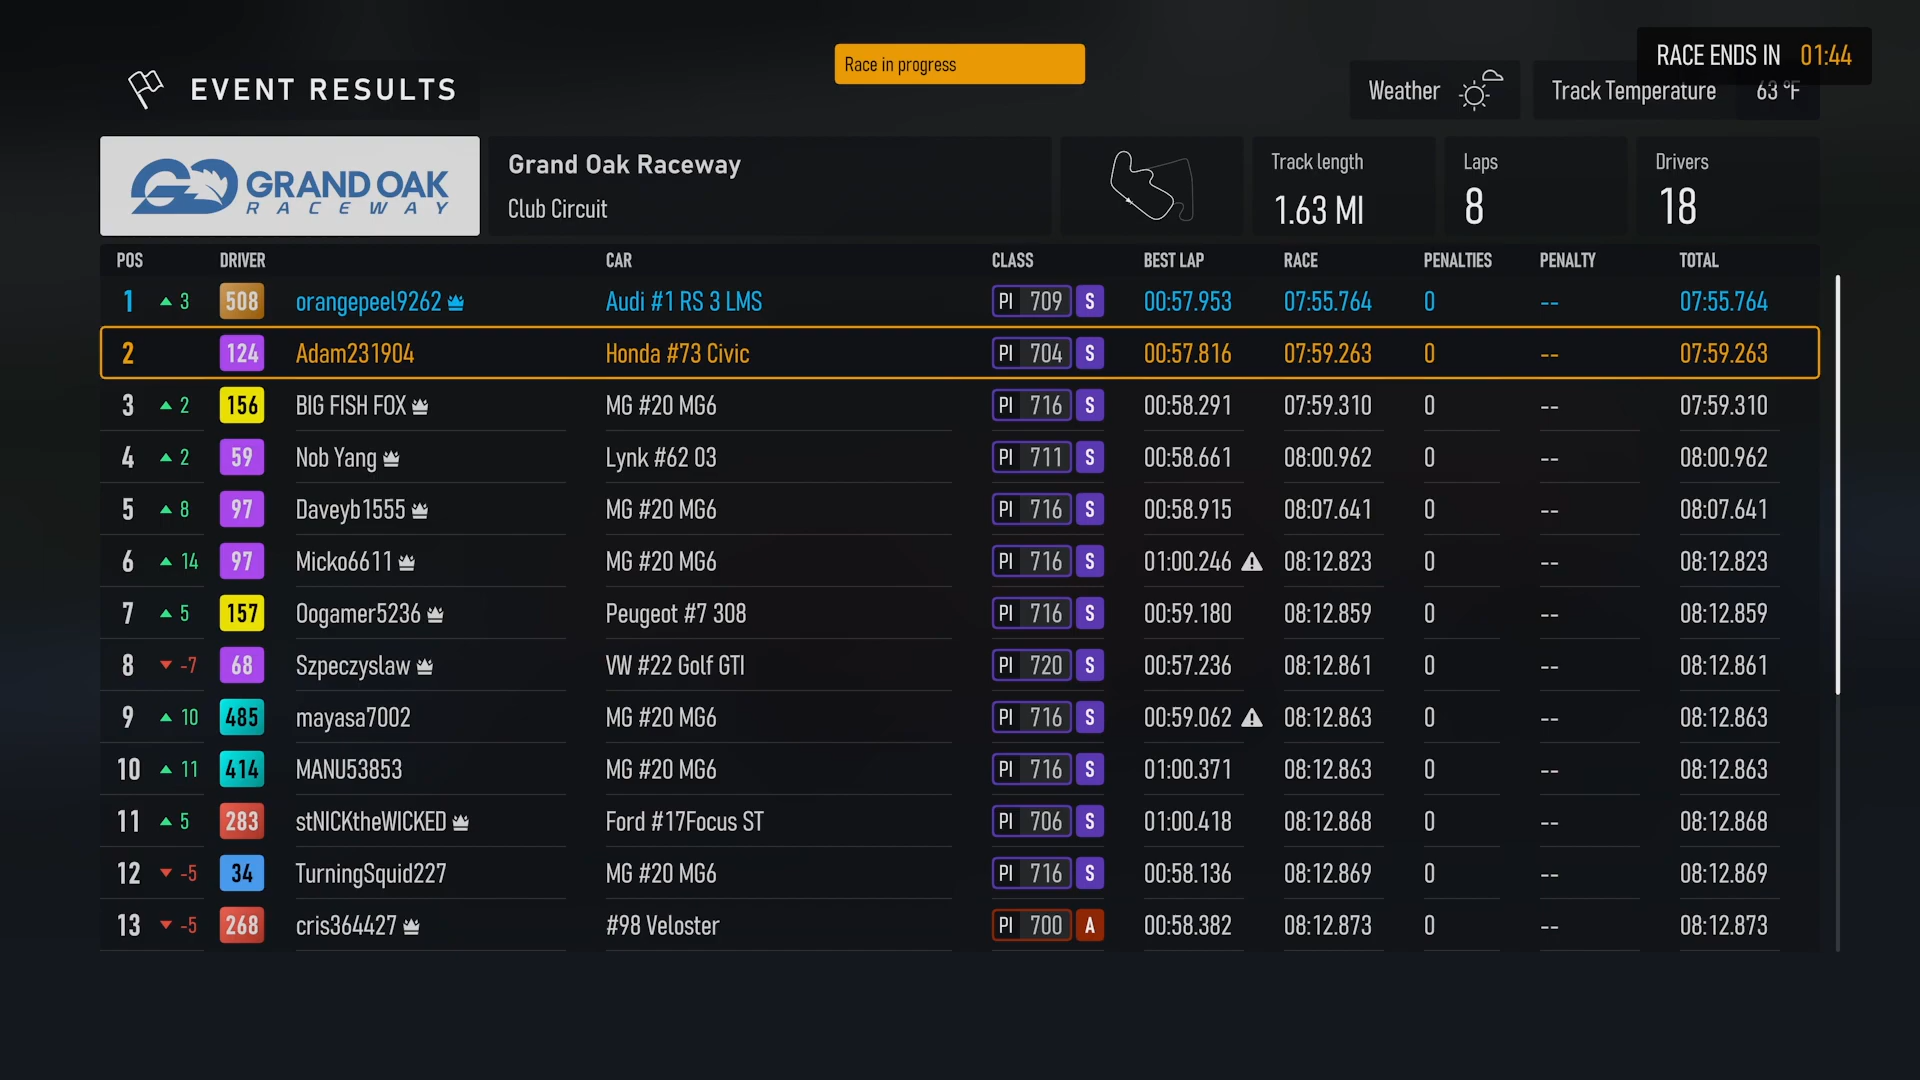 EVENT RESULTS
Race in progress
RACE ENDS IN 01:44
Weather
Track Temperature 63 °F
GRAND OAK
RACEWAY
Grand Oak Raceway
Club Circuit
Track length
1.63 MI
Laps
8
Drivers
18
POS DRIVER CAR CLASS BEST LAP RACE PENALTIES PENALTY TOTAL
1 3 508 orangepeel9262 Audi #1 RS 3 LMS PI 709 S 00:57.953 07:55.764 0 -- 07:55.764
2 124 Adam231904 Honda #73 Civic PI 704 S 00:57.816 07:59.263 0 -- 07:59.263
3 2 156 BIG FISH FOX MG #20 MG6 PI 716 S 00:58.291 07:59.310 0 -- 07:59.310
4 2 59 Nob Yang Lynk #62 03 PI 711 S 00:58.661 08:00.962 0 -- 08:00.962
5 8 97 Daveyb1555 MG #20 MG6 PI 716 S 00:58.915 08:07.641 0 -- 08:07.641
6 14 97 Micko6611 MG #20 MG6 PI 716 S 01:00.246 08:12.823 0 -- 08:12.823
7 5 157 Oogamer5236 Peugeot #7 308 PI 716 S 00:59.180 08:12.859 0 -- 08:12.859
8 -7 68 Szpeczyslaw VW #22 Golf GTI PI 720 S 00:57.236 08:12.861 0 -- 08:12.861
9 10 485 mayasa7002 MG #20 MG6 PI 716 S 00:59.062 08:12.863 0 -- 08:12.863
10 11 414 MANU53853 MG #20 MG6 PI 716 S 01:00.371 08:12.863 0 -- 08:12.863
11 5 283 stNICKtheWICKED Ford #17Focus ST PI 706 S 01:00.418 08:12.868 0 -- 08:12.868
12 -5 34 TurningSquid227 MG #20 MG6 PI 716 S 00:58.136 08:12.869 0 -- 08:12.869
13 -5 268 cris364427 #98 Veloster PI 700 A 00:58.382 08:12.873 0 -- 08:12.873